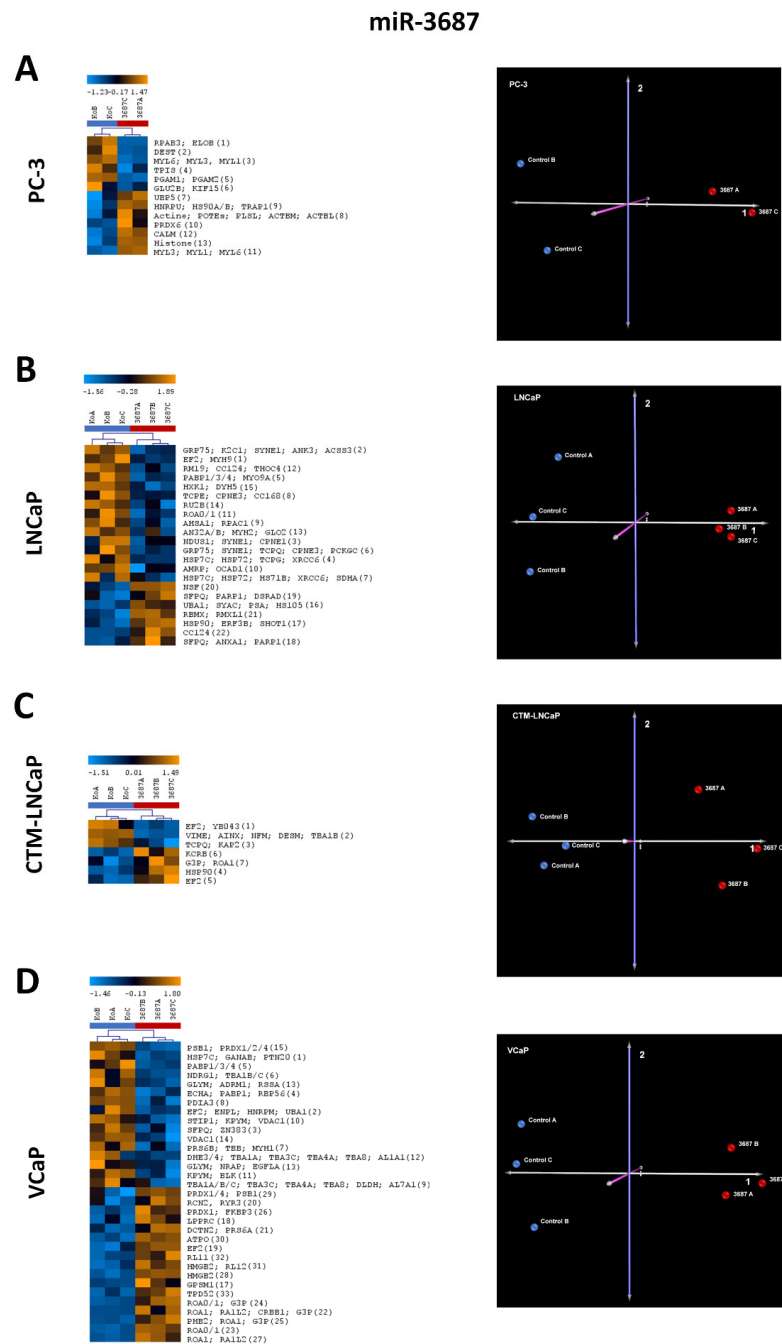 miR-3687
A
PC-3
-1.23 -0.17 1.47
KoB
KoC
3687C
3687A
RPAB3; ELOB(1)
DEST(2)
MYL6; MYL3, MYL1(3)
TPIS(4)
PGAM1; PGAM2(5)
GLU2B; KIF15(6)
UBP5(7)
HNRPU; HS90A/B; TRAP1(9)
Actine; POTEs; PLSL; ACTBM; ACTBL(8)
PRDX6(10)
CALM(12)
Histone(13)
MYL3; MYL1; MYL6(11)
PC-3
2
Control B
3687 A
1
3687 C
Control C
B
LNCaP
-1.56 -0.28 1.89
KoA
KoB
KoC
3687A
3687B
3687C
GRP75; K2C1; SYNE1; ANK3; ACSS3(2)
EF2; MYH9(1)
RM19; CC124; THOC4(12)
PABP1/3/4; MYO9A(5)
HXK1; DYH5(15)
TCPE; CPNE3; CC168(8)
RU2B(14)
ROA0/1(11)
AHSA1; RPAC1(9)
AN32A/B; MYH2; GLO2(13)
NDUS1; SYNE1; CPNE1(3)
GRP75; SYNE1; TCPQ; CPNE3; PCKGC(6)
HSP7C; HSP72; TCPG; XRCC6(4)
AMRP; OCAD1(10)
HSP7C; HSP72; HS71B; XRCC6; SDHA(7)
NSF(20)
SFPQ; PARP1; DSRAD(19)
UBA1; SYAC; PSA; HS105(16)
RBMX; RMXL1(21)
HSP90; ERF3B; SHOT1(17)
CC124(22)
SFPQ; ANXA1; PARP1(18)
LNCaP
2
Control A
Control C
3687 A
3687 B
1
3687 C
Control B
C
CTM-LNCaP
-1.51 0.01 1.49
KoA
KoB
KoC
3687A
3687B
3687C
EF2; YB043(1)
VIME; AINX; NFM; DESM; TBA1B(2)
TCPQ; KAP2(3)
KCRB(6)
G3P; ROA1(7)
HSP90(4)
EF2(5)
CTM-LNCaP
2
3687 A
Control B
Control C
1
3687 C
Control A
3687 B
D
VCaP
-1.46 -0.13 1.80
KoB
KoA
KoC
3687B
3687A
3687C
PSB1; PRDX1/2/4(15)
HSP7C; GANAB; PTN20(1)
PABP1/3/4(5)
NDRG1; TBA1B/C(6)
GLYM; ADRM1; RSSA(13)
ECHA; PABP1; RBP56(4)
PDIA3(8)
EF2; ENPL; HNRPM; UBA1(2)
STIP1; KPYM; VDAC1(10)
SFPQ; ZN383(3)
VDAC1(14)
PRS6B; TBB; MYH1(7)
DHE3/4; TBA1A; TBA3C; TBA4A; TBA8; AL1A1(12)
GLYM; NRAP; EGFLA(13)
KPYM; BLK(11)
TBA1A/B/C; TBA3C; TBA4A; TBA8; DLDH; AL7A1(9)
PRDX1/4; PSB1(29)
RCN2, RYR3(20)
PRDX1; FKBP3(26)
LPPRC(18)
DCTN2; PRS6A(21)
ATPO(30)
EF2(19)
RL11(32)
HMGB2; RL12(31)
HMGB2(28)
GPSM1(17)
TPD52(33)
ROA0/1; G3P(24)
ROA1; RA1L2; CREB1; G3P(22)
PHB2; ROA1; G3P(25)
ROA0/1(23)
ROA1; RA1L2(27)
VCaP
2
Control A
3687 B
Control C
1
3687
3687 A
Control B